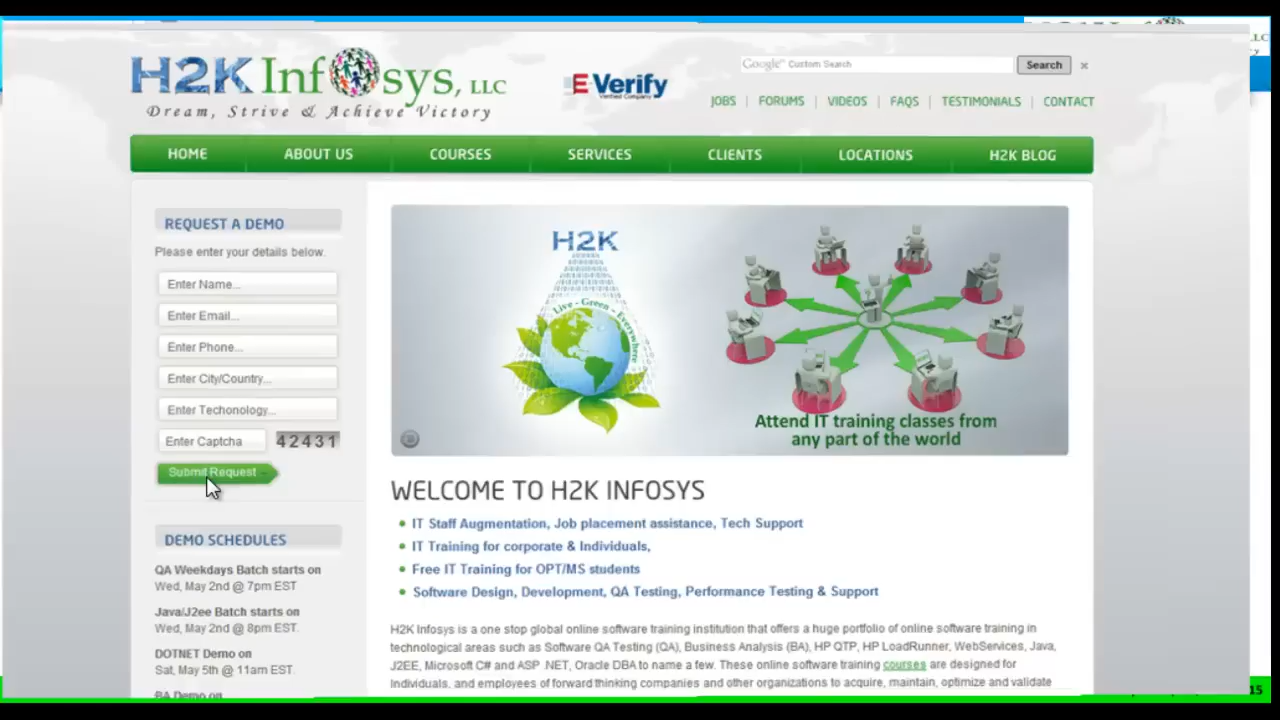 H2K Infosys, LLC
Dream, Strive & Achieve Victory
E-Verify
Verified Company
Google™ Custom Search
Search
×
JOBS | FORUMS | VIDEOS | FAQS | TESTIMONIALS | CONTACT
HOME
ABOUT US
COURSES
SERVICES
CLIENTS
LOCATIONS
H2K BLOG
REQUEST A DEMO
Please enter your details below.
Enter Name...
Enter Email...
Enter Phone...
Enter City/Country...
Enter Techonology...
Enter Captcha
42431
Submit Request
DEMO SCHEDULES
QA Weekdays Batch starts on
Wed, May 2nd @ 7pm EST
Java/J2ee Batch starts on
Wed, May 2nd @ 8pm EST.
DOTNET Demo on
Sat, May 5th @ 11am EST.
BA Demo on
H2K
Live - Green - Everywhere
Attend IT training classes from
any part of the world
WELCOME TO H2K INFOSYS
IT Staff Augmentation, Job placement assistance, Tech Support
IT Training for corporate & Individuals,
Free IT Training for OPT/MS students
Software Design, Development, QA Testing, Performance Testing & Support
H2K Infosys is a one stop global online software training institution that offers a huge portfolio of online software training in
technological areas such as Software QA Testing (QA), Business Analysis (BA), HP QTP, HP LoadRunner, WebServices, Java,
J2EE, Microsoft C# and ASP .NET, Oracle DBA to name a few. These online software training courses are designed for
Individuals, and employees of forward thinking companies and other organizations to acquire, maintain, optimize and validate
15